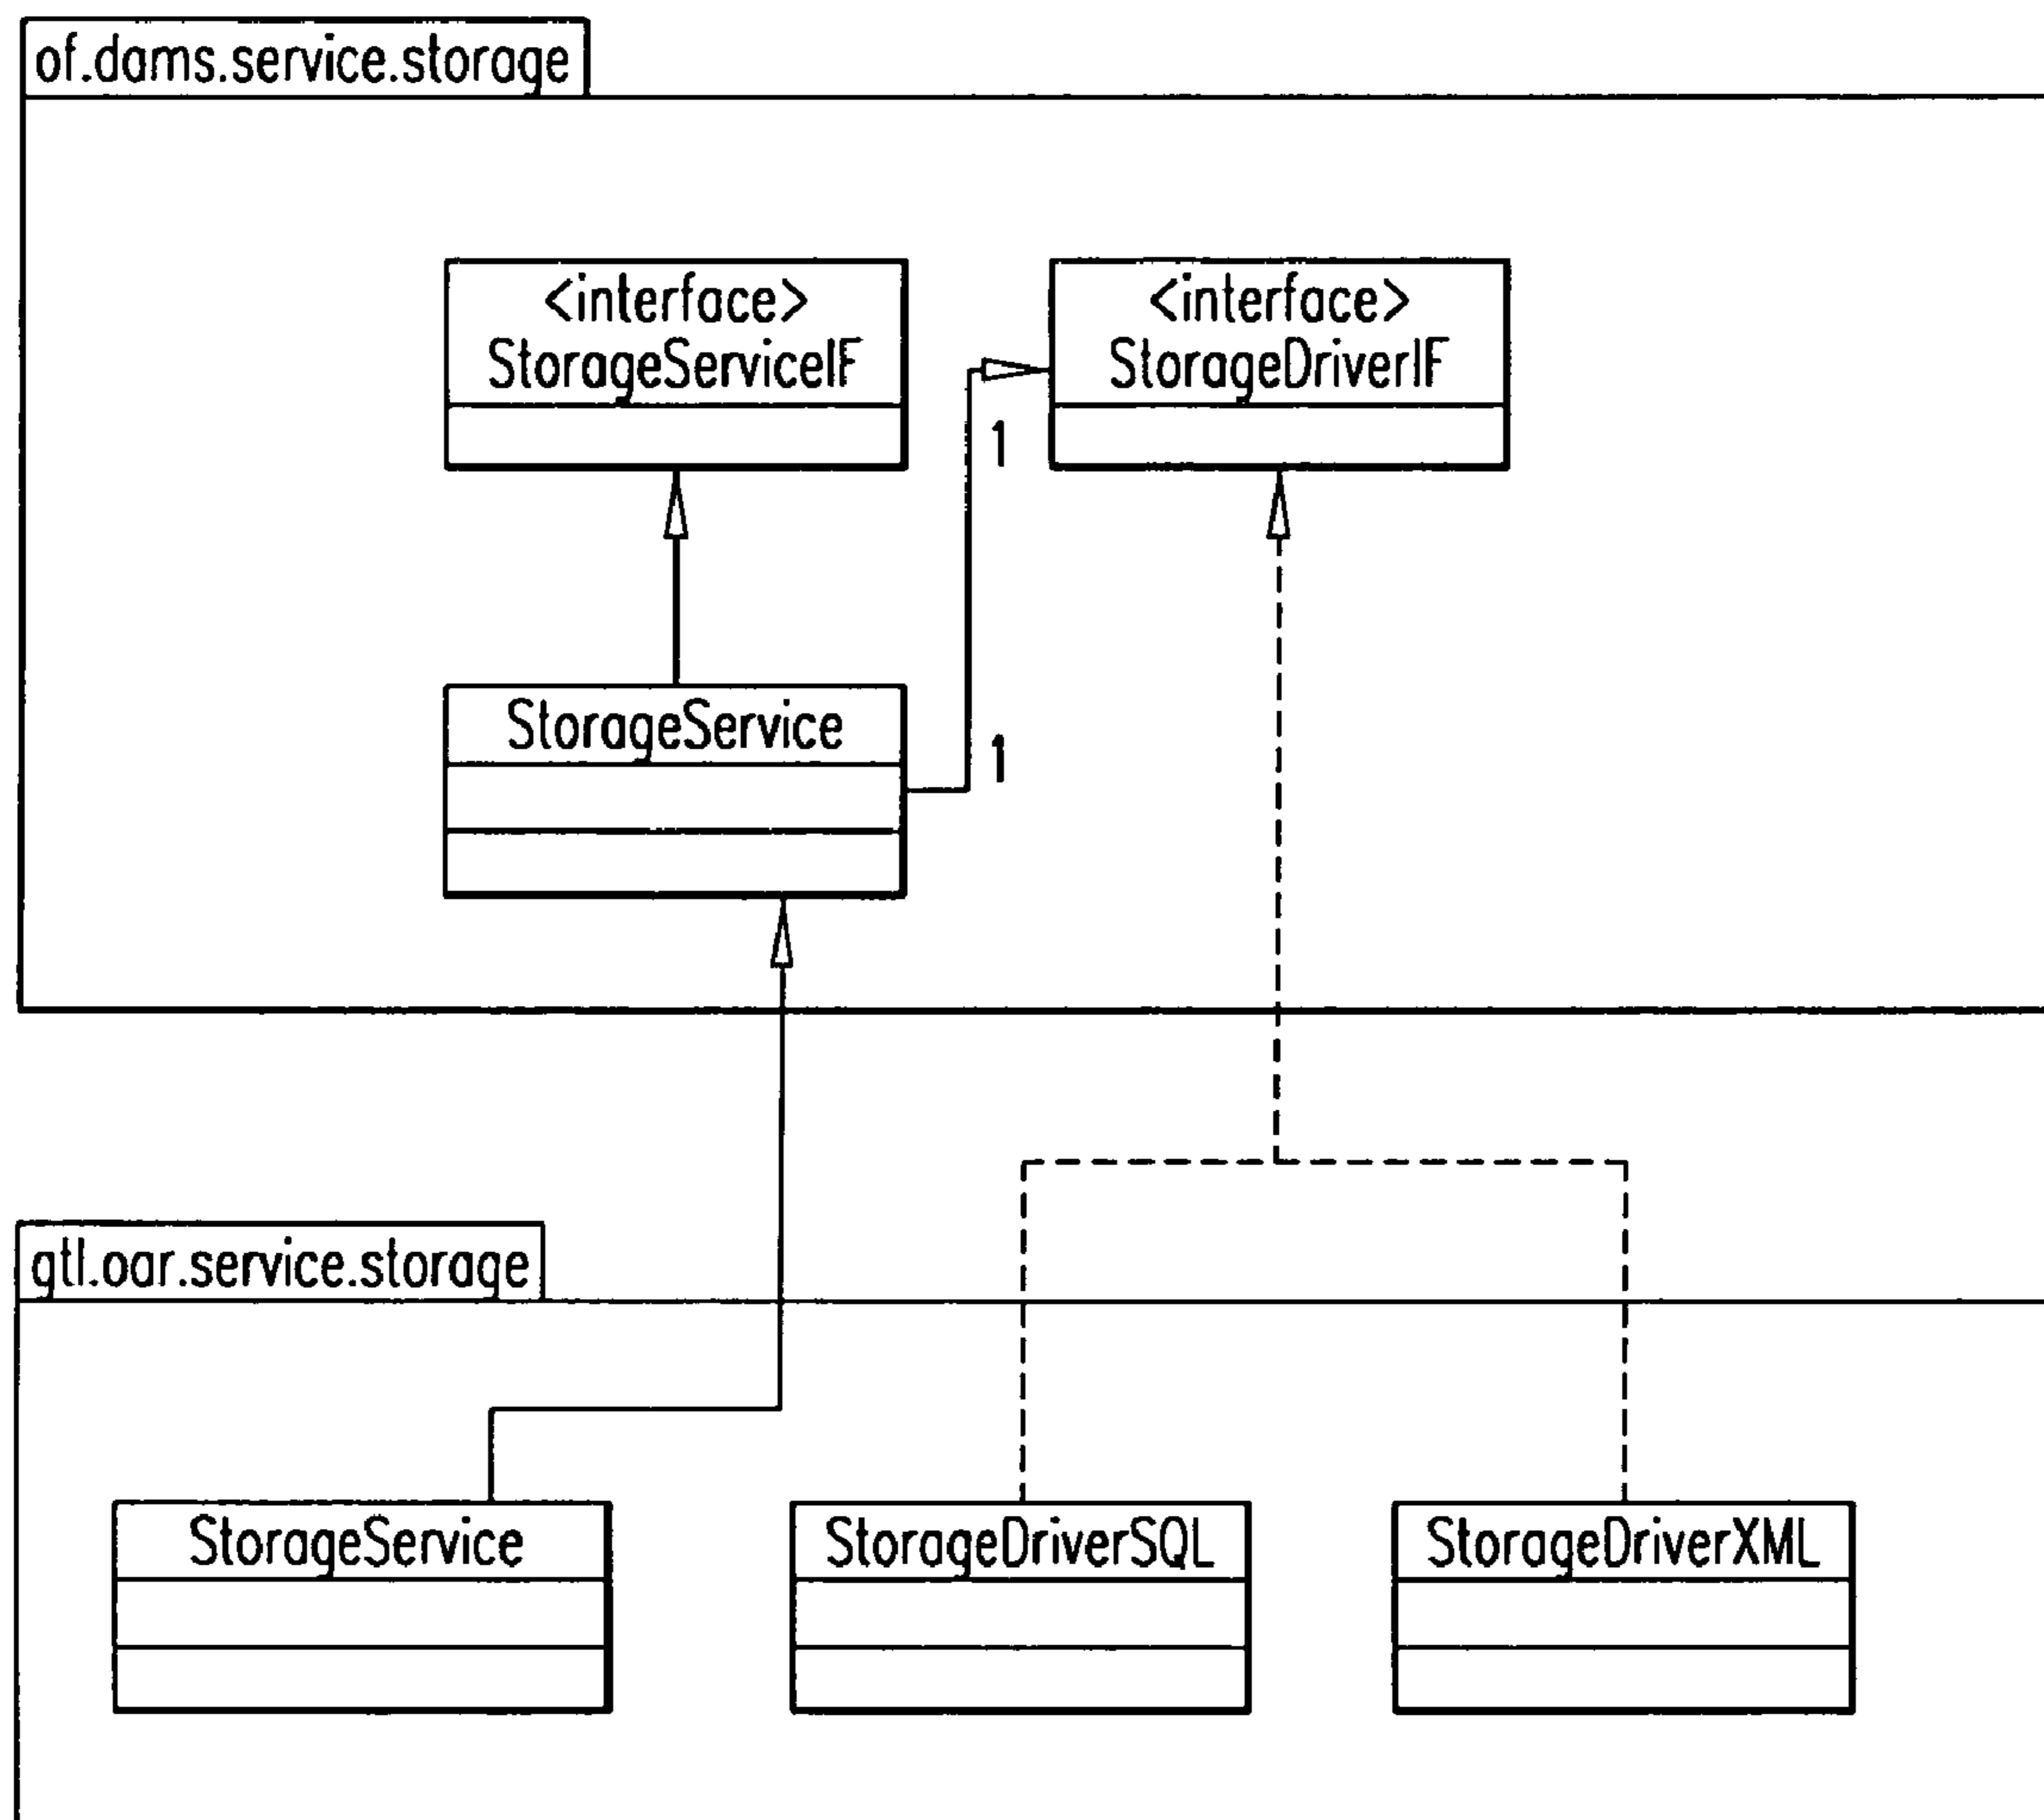 of.dams.service.storage
<interface>
StorageServiceIF
<interface>
StorageDriverIF
1
StorageService
1
gtl.oar.service.storage
StorageService
StorageDriverSQL
StorageDriverXML